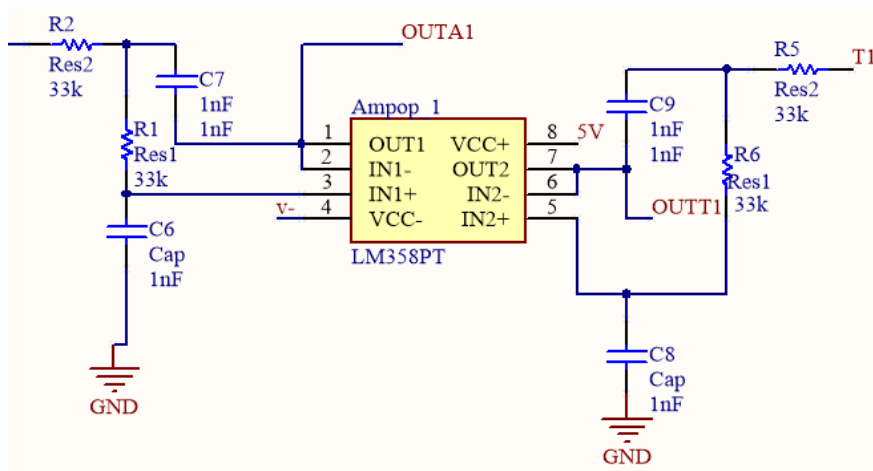 R2
Res2
33k
OUTA1
C7
1nF
1nF
R1
Res1
33k
C6
Cap
1nF
GND
Ampop_1
1 OUT1 VCC+ 8 5V
2 IN1- OUT2 7
3 IN1+ IN2- 6
v- 4 VCC- IN2+ 5
LM358PT
C9
1nF
1nF
R5
Res2
33k
T1
R6
Res1
33k
OUTT1
C8
Cap
1nF
GND